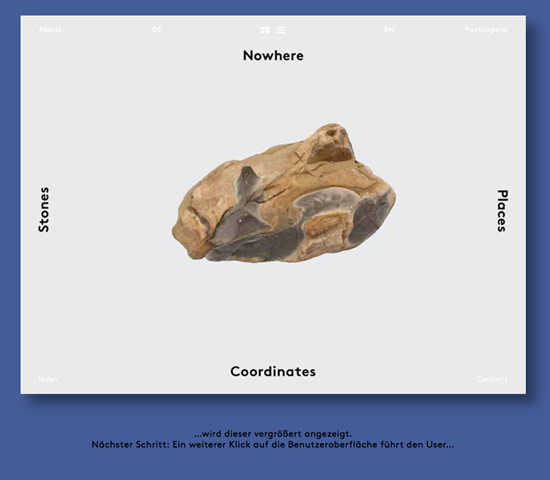 About DE EN Participate
Nowhere
Stones
Places
Coordinates
News Contact
...wird dieser vergrößert angezeigt.
Nächster Schritt: Ein weiterer Klick auf die Benutzeroberfläche führt den User...